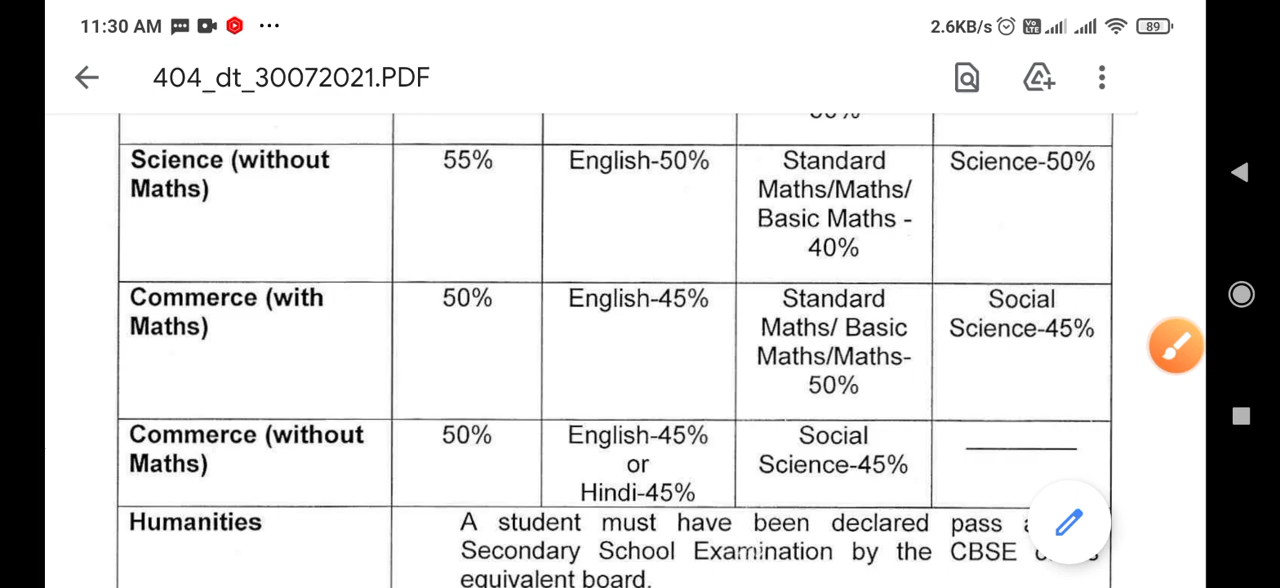 11:30 AM ...
2.6KB/s Vo LTE 89
404_dt_30072021.PDF
Science (without Maths) 55% English-50% Standard Maths/Maths/ Basic Maths - 40% Science-50%
Commerce (with Maths) 50% English-45% Standard Maths/ Basic Maths/Maths- 50% Social Science-45%
Commerce (without Maths) 50% English-45% or Hindi-45% Social Science-45%
Humanities A student must have been declared pass
Secondary School Examination by the CBSE
equivalent board.